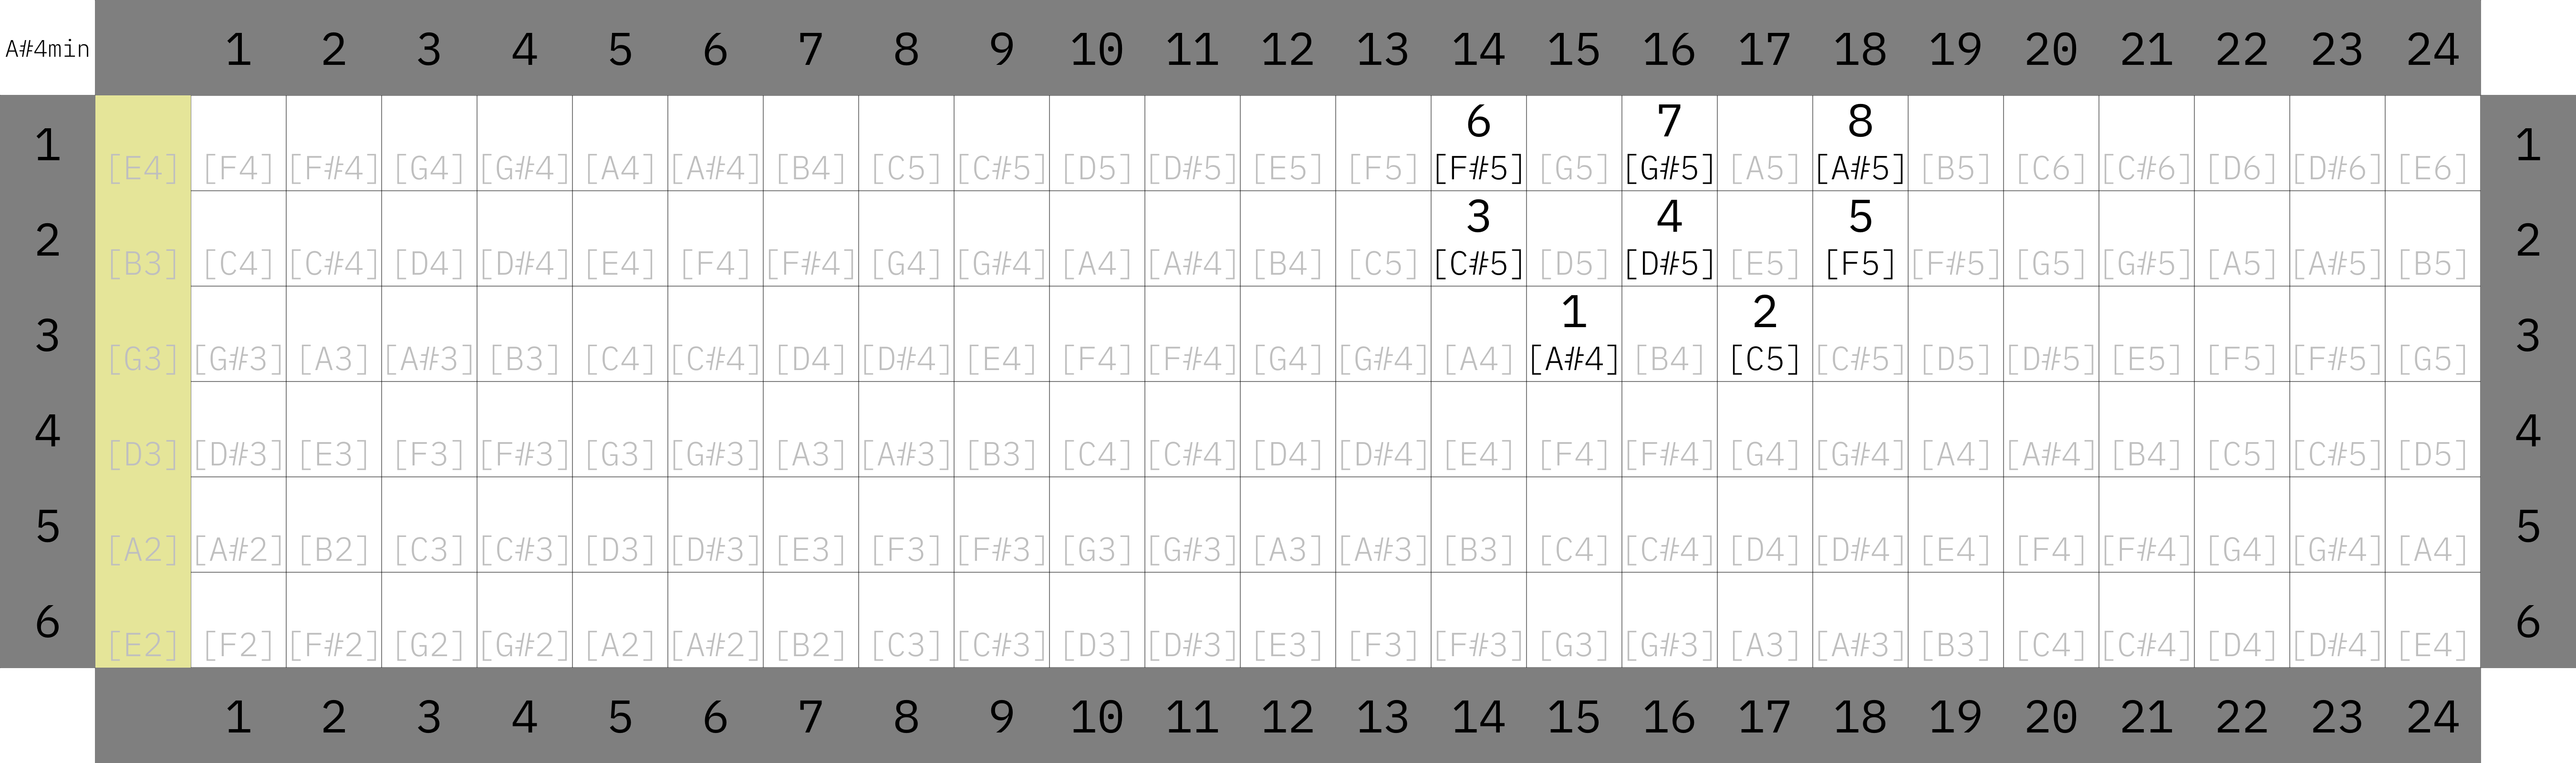 A#4min 1 2 3 4 5 6 7 8 9 10 11 12 13 14 15 16 17 18 19 20 21 22 23 24
6 7 8
1 [E4] [F4] [F#4] [G4] [G#4] [A4] [A#4] [B4] [C5] [C#5] [D5] [D#5] [E5] [F5] [F#5] [G5] [G#5] [A5] [A#5] [B5] [C6] [C#6] [D6] [D#6] [E6] 1
3 4 5
2 [B3] [C4] [C#4] [D4] [D#4] [E4] [F4] [F#4] [G4] [G#4] [A4] [A#4] [B4] [C5] [C#5] [D5] [D#5] [E5] [F5] [F#5] [G5] [G#5] [A5] [A#5] [B5] 2
1 2
3 [G3] [G#3] [A3] [A#3] [B3] [C4] [C#4] [D4] [D#4] [E4] [F4] [F#4] [G4] [G#4] [A4] [A#4] [B4] [C5] [C#5] [D5] [D#5] [E5] [F5] [F#5] [G5] 3
4 [D3] [D#3] [E3] [F3] [F#3] [G3] [G#3] [A3] [A#3] [B3] [C4] [C#4] [D4] [D#4] [E4] [F4] [F#4] [G4] [G#4] [A4] [A#4] [B4] [C5] [C#5] [D5] 4
5 [A2] [A#2] [B2] [C3] [C#3] [D3] [D#3] [E3] [F3] [F#3] [G3] [G#3] [A3] [A#3] [B3] [C4] [C#4] [D4] [D#4] [E4] [F4] [F#4] [G4] [G#4] [A4] 5
6 [E2] [F2] [F#2] [G2] [G#2] [A2] [A#2] [B2] [C3] [C#3] [D3] [D#3] [E3] [F3] [F#3] [G3] [G#3] [A3] [A#3] [B3] [C4] [C#4] [D4] [D#4] [E4] 6
1 2 3 4 5 6 7 8 9 10 11 12 13 14 15 16 17 18 19 20 21 22 23 24